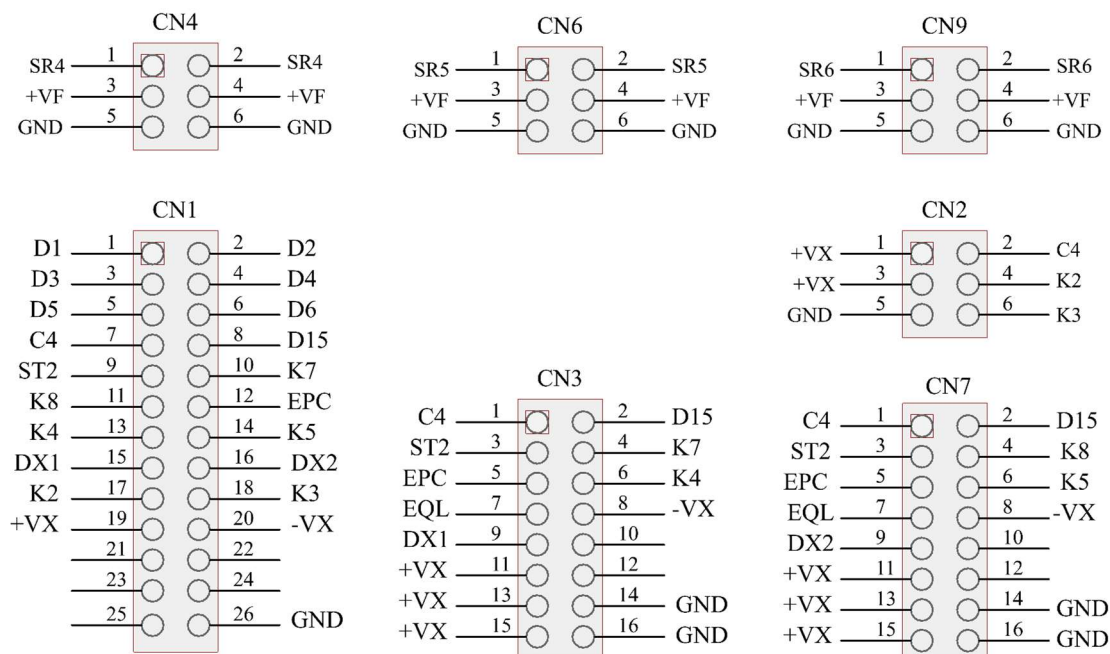 CN4 CN6 CN9
SR4 1 2 SR4 SR5 1 2 SR5 SR6 1 2 SR6
+VF 3 4 +VF +VF 3 4 +VF +VF 3 4 +VF
GND 5 6 GND GND 5 6 GND GND 5 6 GND
CN1
D1 1 2 D2
D3 3 4 D4
D5 5 6 D6
C4 7 8 D15
ST2 9 10 K7
K8 11 12 EPC
K4 13 14 K5
DX1 15 16 DX2
K2 17 18 K3
+VX 19 20 -VX
21 22
23 24
25 26 GND
CN2
+VX 1 2 C4
+VX 3 4 K2
GND 5 6 K3
CN3
C4 1 2 D15
ST2 3 4 K7
EPC 5 6 K4
EQL 7 8 -VX
DX1 9 10
+VX 11 12
+VX 13 14 GND
+VX 15 16 GND
CN7
C4 1 2 D15
ST2 3 4 K8
EPC 5 6 K5
EQL 7 8 -VX
DX2 9 10
+VX 11 12
+VX 13 14 GND
+VX 15 16 GND